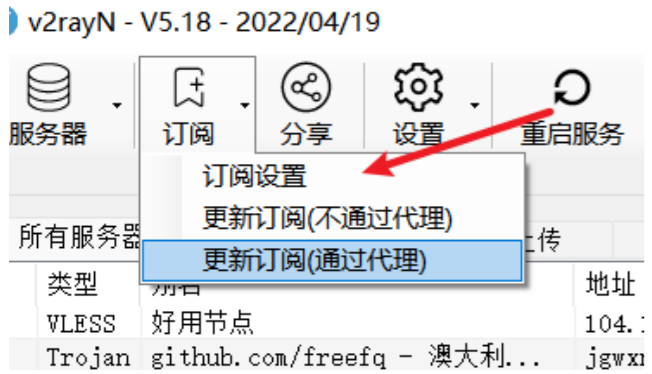 v2rayN - V5.18 - 2022/04/19
服务器 订阅 分享 设置 重启服务
订阅设置
更新订阅(不通过代理)
所有服务器 上传
更新订阅(通过代理)
类型 别名 地址
VLESS 好用节点 104.
Trojan github.com/freefq - 澳大利... jgwx